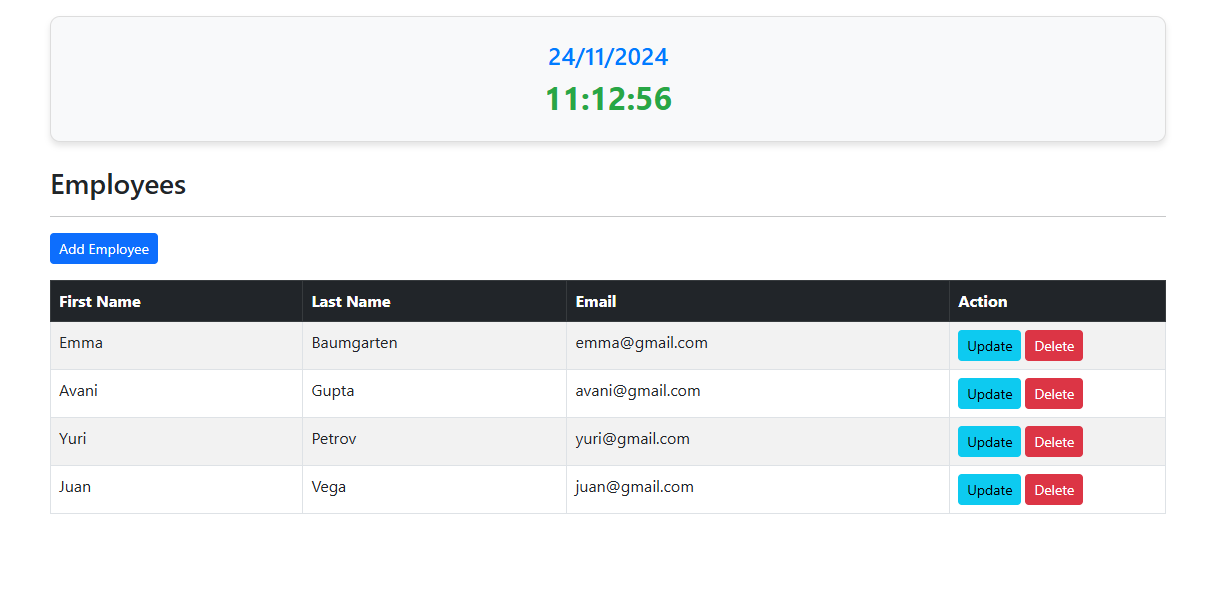 24/11/2024
11:12:56
Employees
Add Employee
First Name Last Name Email Action
Emma Baumgarten emma@gmail.com Update Delete
Avani Gupta avani@gmail.com Update Delete
Yuri Petrov yuri@gmail.com Update Delete
Juan Vega juan@gmail.com Update Delete